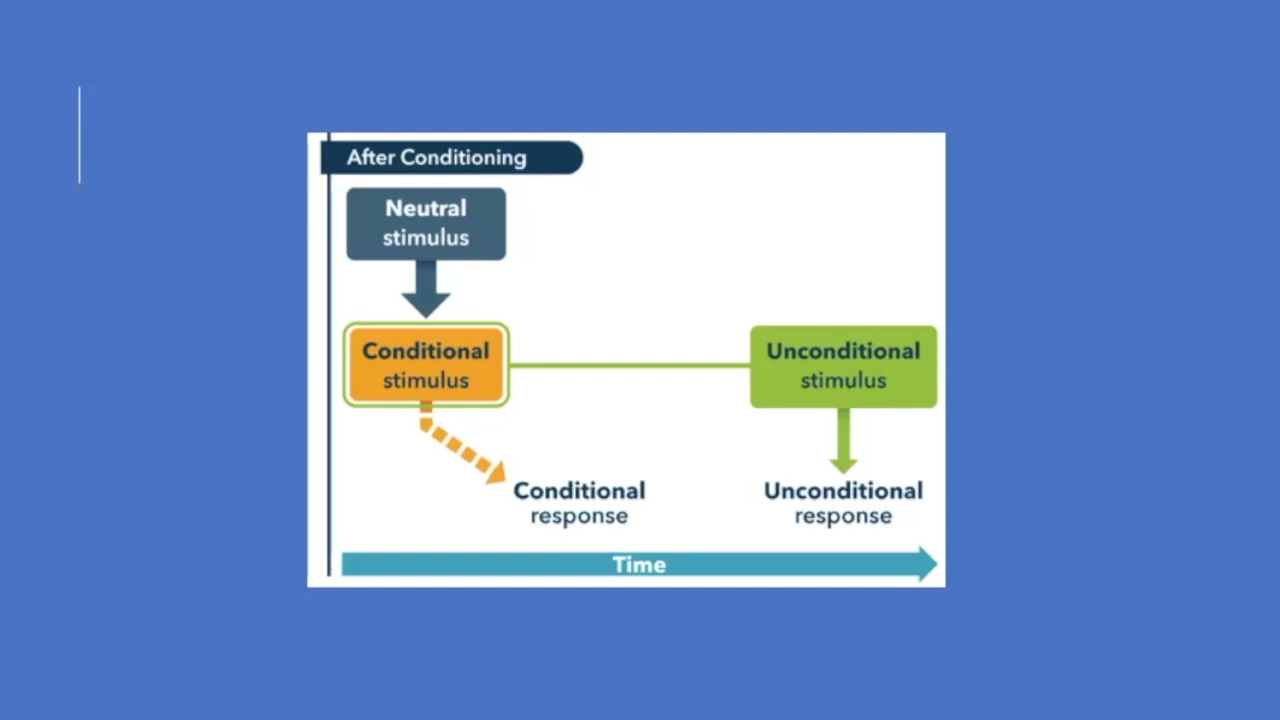 After Conditioning
Neutral
stimulus
Conditional
stimulus
Unconditional
stimulus
Conditional
response
Unconditional
response
Time